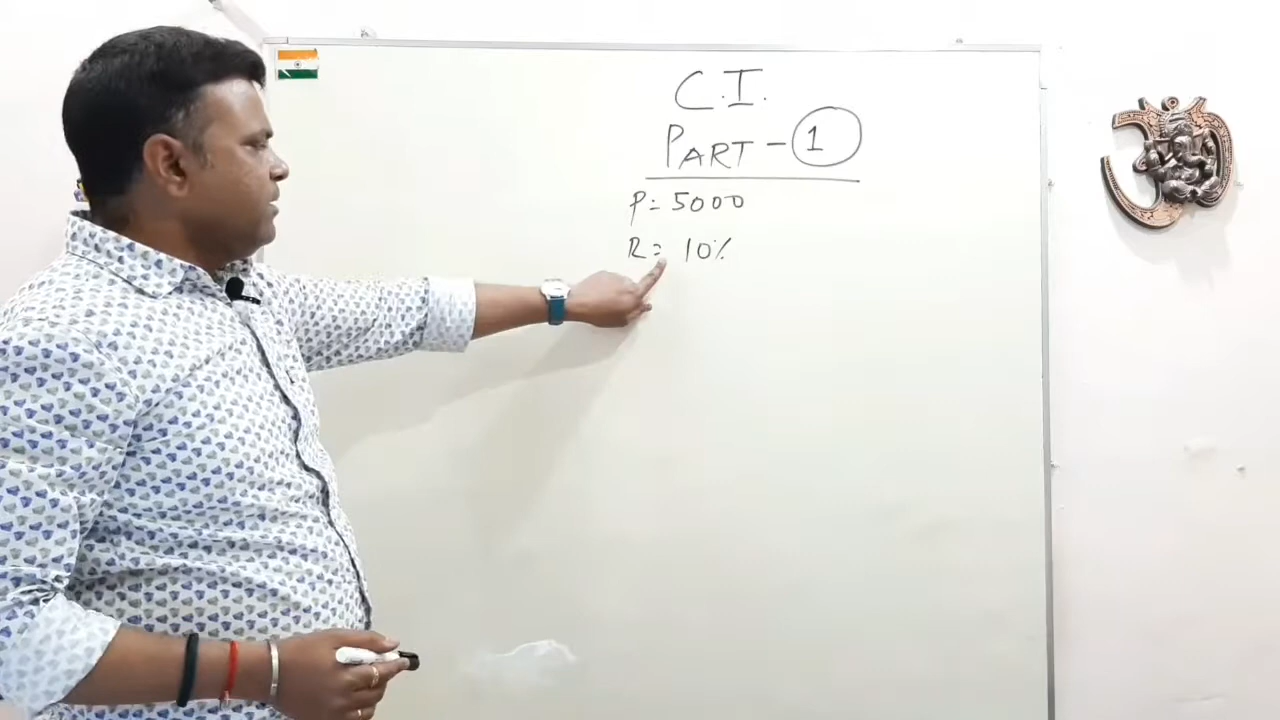 C.I.
PART - 1
P = 5000
R = 10%